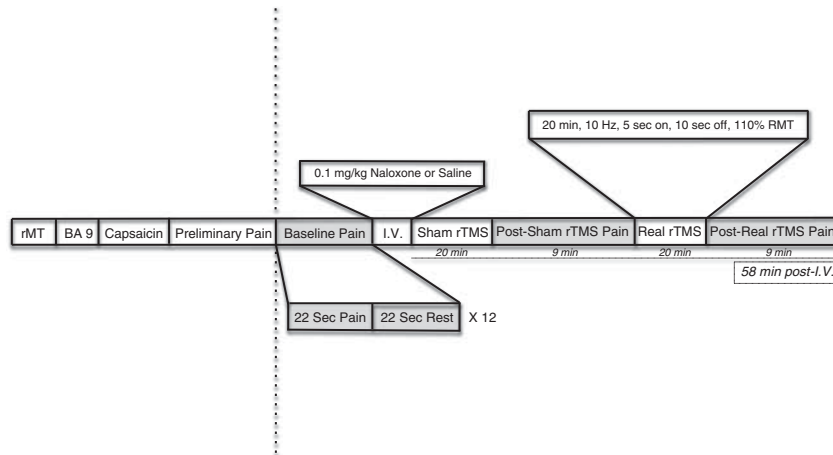 20 min, 10 Hz, 5 sec on, 10 sec off, 110% RMT
0.1 mg/kg Naloxone or Saline
rMT BA 9 Capsaicin Preliminary Pain Baseline Pain I.V. Sham rTMS Post-Sham rTMS Pain Real rTMS Post-Real rTMS Pain
20 min 9 min 20 min 9 min
58 min post-I.V.
22 Sec Pain 22 Sec Rest X 12